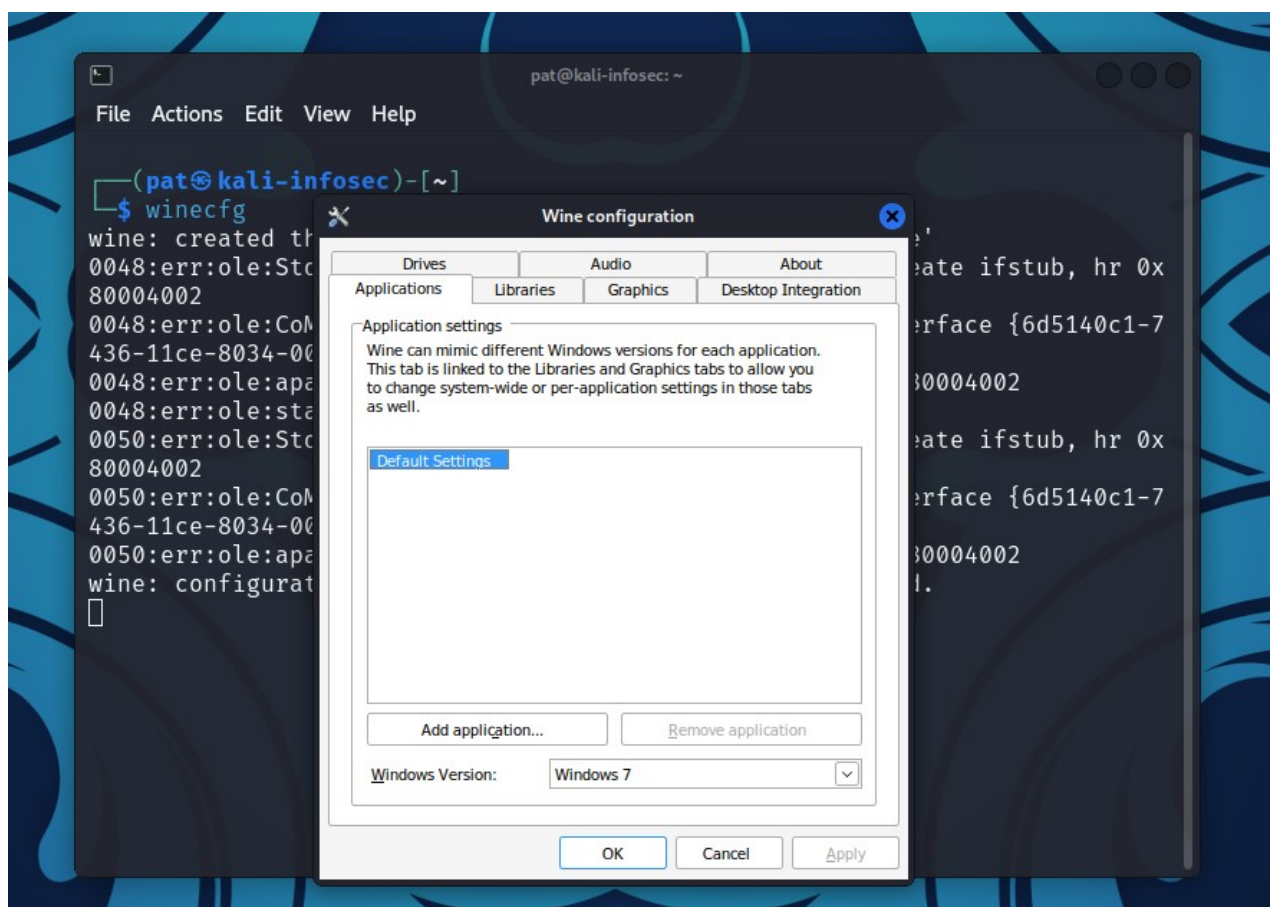 pat@kali-infosec: ~
File Actions Edit View Help
┌──(pat㉿kali-infosec)-[~]
└─$ winecfg
wine: created th
0048:err:ole:Std
80004002
0048:err:ole:CoM
436-11ce-8034-00
0048:err:ole:apa
0048:err:ole:sta
0050:err:ole:Std
80004002
0050:err:ole:CoM
436-11ce-8034-00
0050:err:ole:apa
wine: configurat
e'
eate ifstub, hr 0x
erface {6d5140c1-7
80004002
eate ifstub, hr 0x
erface {6d5140c1-7
80004002
d.
Wine configuration
Drives Audio About
Applications Libraries Graphics Desktop Integration
Application settings
Wine can mimic different Windows versions for each application.
This tab is linked to the Libraries and Graphics tabs to allow you
to change system-wide or per-application settings in those tabs
as well.
Default Settings
Add application... Remove application
Windows Version: Windows 7
OK Cancel Apply